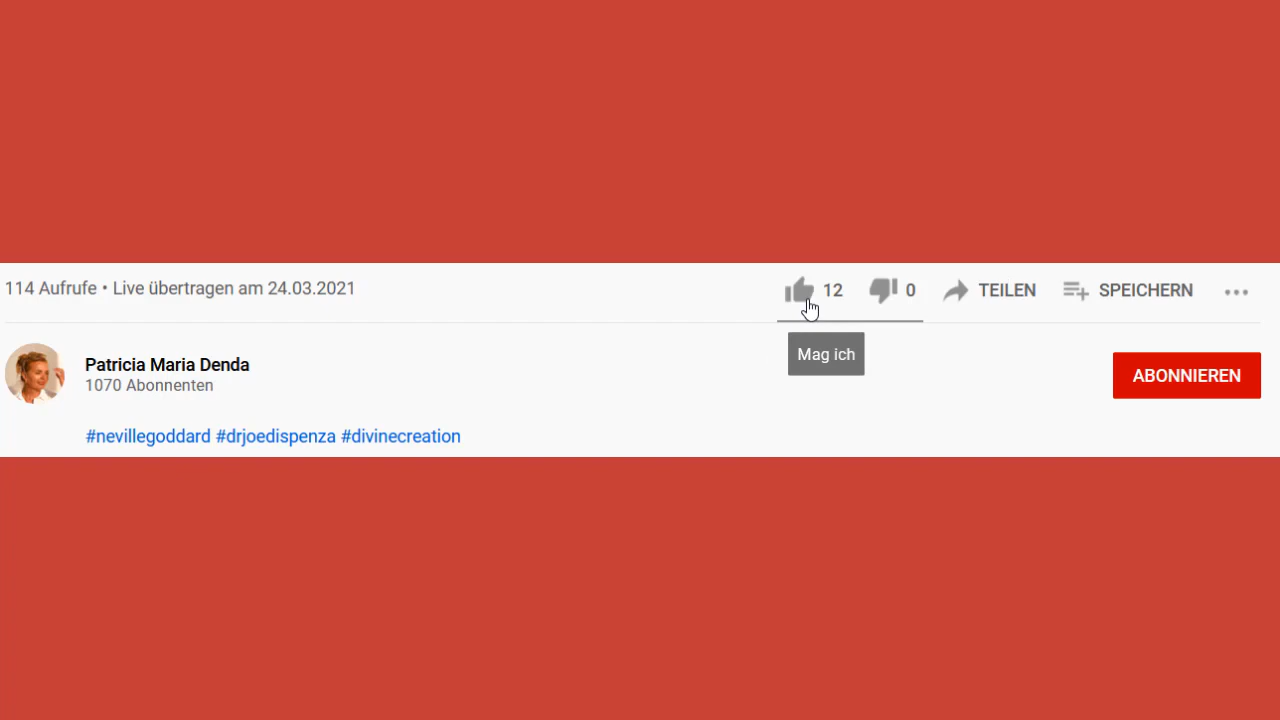 114 Aufrufe • Live übertragen am 24.03.2021
12 0 TEILEN SPEICHERN
Mag ich
Patricia Maria Denda
1070 Abonnenten
ABONNIEREN
#nevillegoddard #drjoedispenza #divinecreation